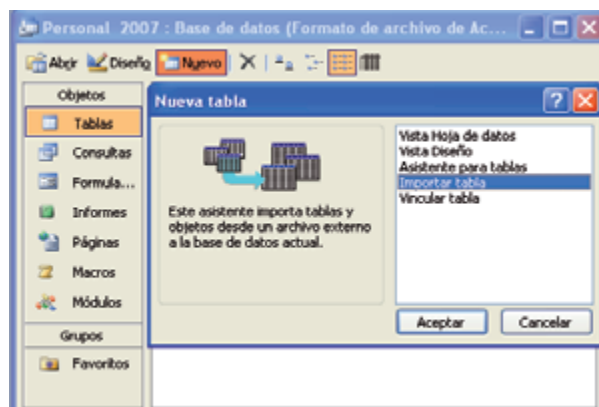 Personal 2007 : Base de datos (Formato de archivo de Ac...
Abrir Diseño Nuevo
Objetos
Tablas
Consultas
Formula...
Informes
Páginas
Macros
Módulos
Grupos
Favoritos
Nueva tabla
Este asistente importa tablas y
objetos desde un archivo externo
a la base de datos actual.
Vista Hoja de datos
Vista Diseño
Asistente para tablas
Importar tabla
Vincular tabla
Aceptar Cancelar